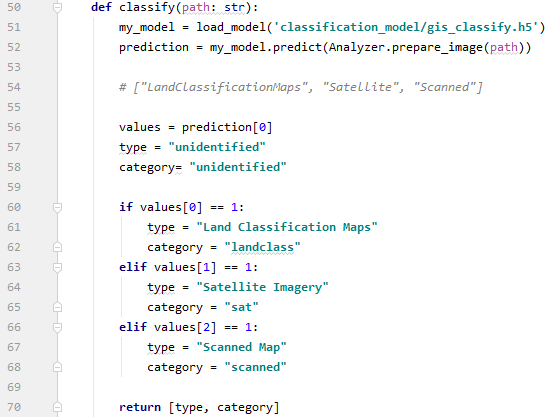 50 def classify(path: str):
51 my_model = load_model('classification_model/gis_classify.h5')
52 prediction = my_model.predict(Analyzer.prepare_image(path))
53
54 # ["LandClassificationMaps", "Satellite", "Scanned"]
55
56 values = prediction[0]
57 type = "unidentified"
58 category= "unidentified"
59
60 if values[0] == 1:
61 type = "Land Classification Maps"
62 category = "landclass"
63 elif values[1] == 1:
64 type = "Satellite Imagery"
65 category = "sat"
66 elif values[2] == 1:
67 type = "Scanned Map"
68 category = "scanned"
69
70 return [type, category]